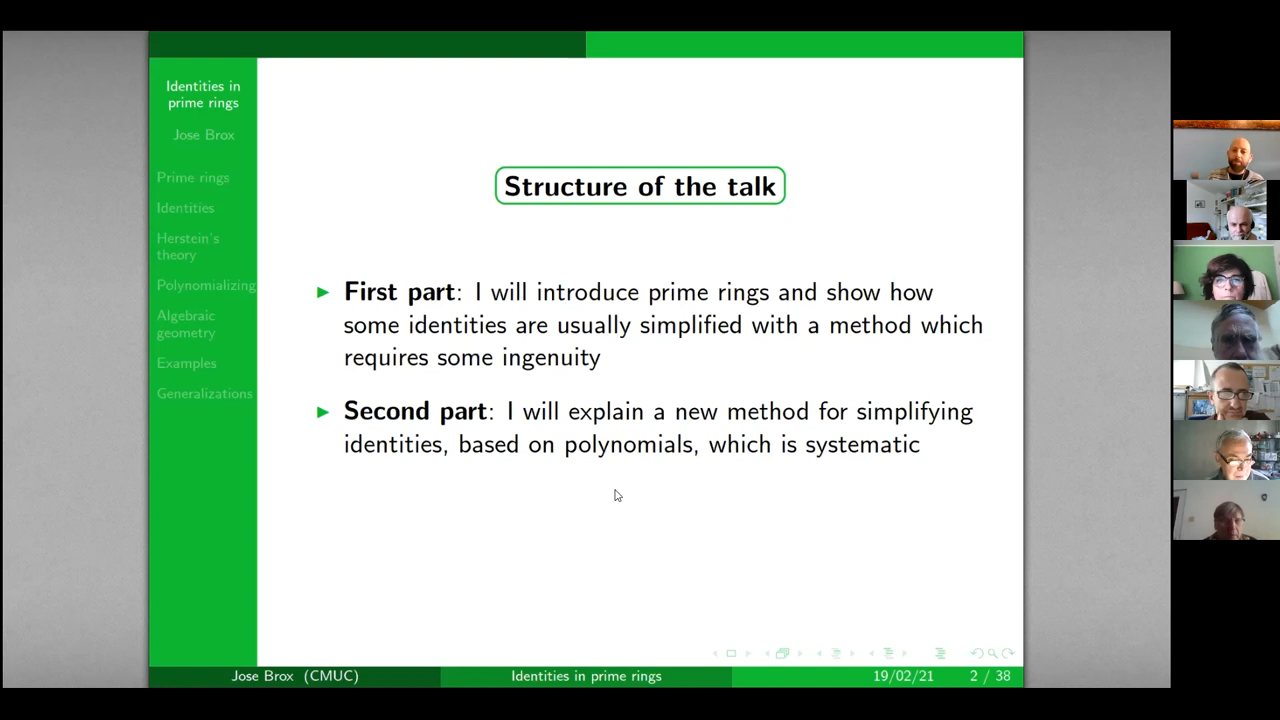 Identities in
prime rings
Jose Brox
Prime rings
Identities
Herstein's
theory
Polynomializing
Algebraic
geometry
Examples
Generalizations
Structure of the talk
First part: I will introduce prime rings and show how
some identities are usually simplified with a method which
requires some ingenuity
Second part: I will explain a new method for simplifying
identities, based on polynomials, which is systematic
Jose Brox (CMUC)
Identities in prime rings
19/02/21
2 / 38